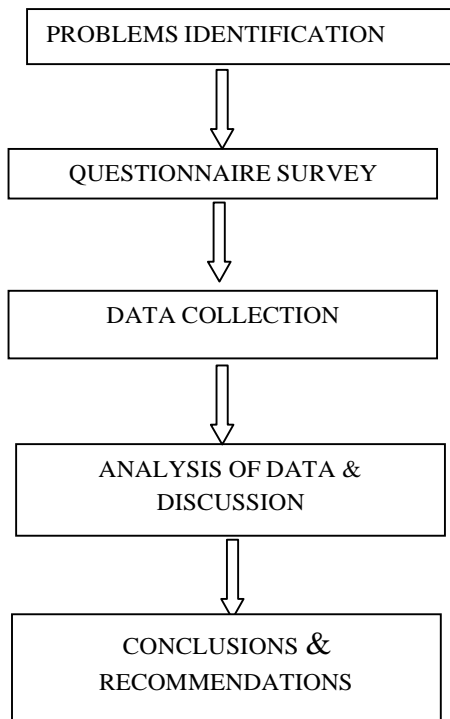 PROBLEMS IDENTIFICATION
QUESTIONNAIRE SURVEY
DATA COLLECTION
ANALYSIS OF DATA &
DISCUSSION
CONCLUSIONS &
RECOMMENDATIONS